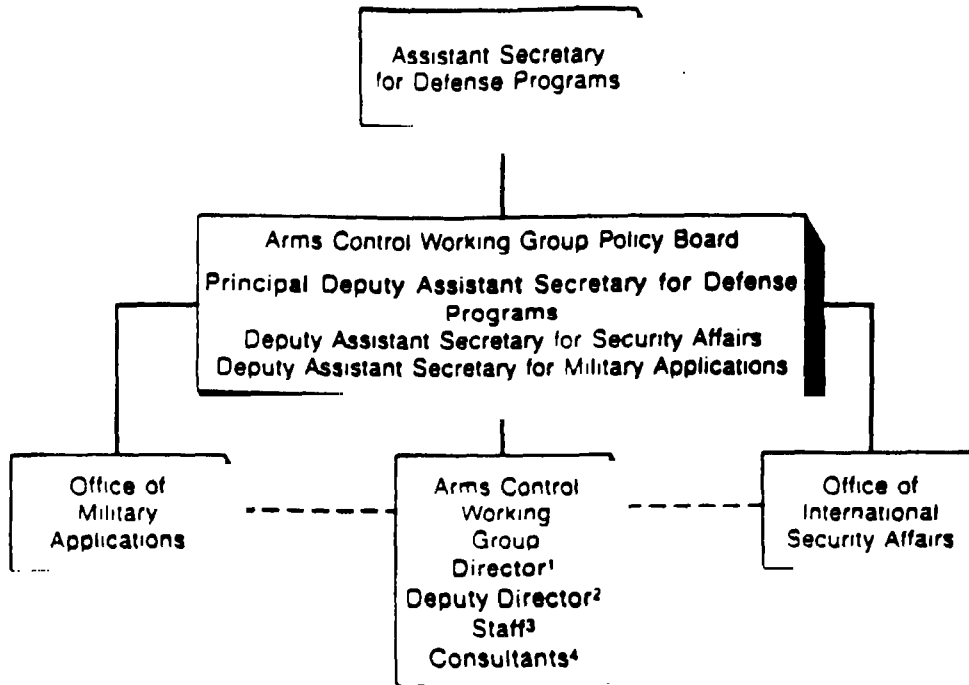 Assistant Secretary
for Defense Programs
Arms Control Working Group Policy Board
Principal Deputy Assistant Secretary for Defense
Programs
Deputy Assistant Secretary for Security Affairs
Deputy Assistant Secretary for Military Applications
Office of
Military
Applications
Arms Control
Working
Group
Director¹
Deputy Director²
Staff³
Consultants⁴
Office of
International
Security Affairs